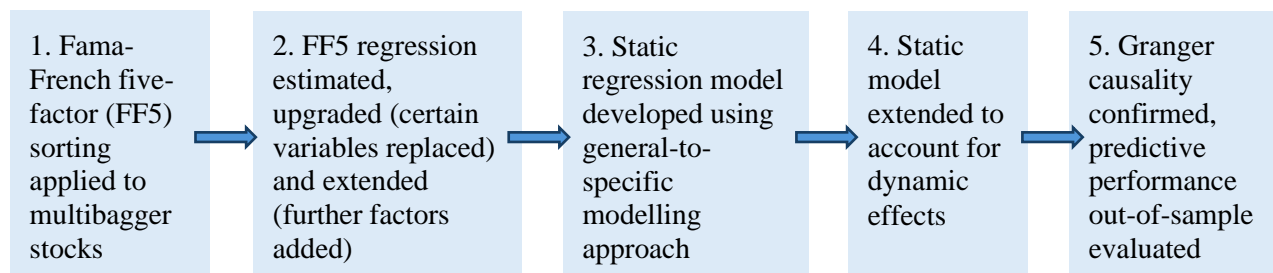 1. Fama-
French five-
factor (FF5)
sorting
applied to
multibagger
stocks
2. FF5 regression
estimated,
upgraded (certain
variables replaced)
and extended
(further factors
added)
3. Static
regression model
developed using
general-to-
specific
modelling
approach
4. Static
model
extended to
account for
dynamic
effects
5. Granger
causality
confirmed,
predictive
performance
out-of-sample
evaluated